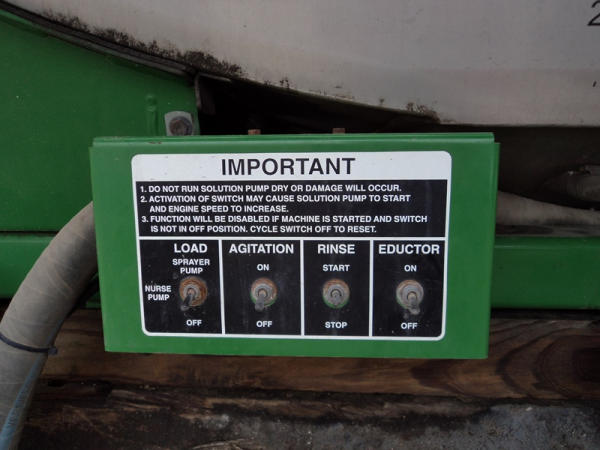 2
IMPORTANT
1. DO NOT RUN SOLUTION PUMP DRY OR DAMAGE WILL OCCUR.
2. ACTIVATION OF SWITCH MAY CAUSE SOLUTION PUMP TO START
AND ENGINE SPEED TO INCREASE.
3. FUNCTION WILL BE DISABLED IF MACHINE IS STARTED AND SWITCH
IS NOT IN OFF POSITION. CYCLE SWITCH OFF TO RESET.
LOAD
SPRAYER
PUMP
NURSE
PUMP
OFF
AGITATION
ON
OFF
RINSE
START
STOP
EDUCTOR
ON
OFF